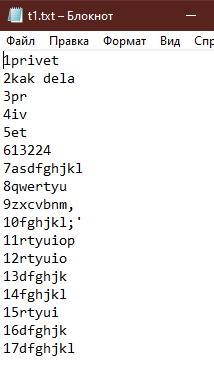 t1.txt – Блокнот
Файл Правка Формат Вид Спр
1privet
2kak dela
3pr
4iv
5et
613224
7asdfghjkl
8qwertyu
9zxcvbnm,
10fghjkl;'
11rtyuiop
12rtyuio
13dfghjk
14fghjkl
15rtyui
16dfghjk
17dfghjkl